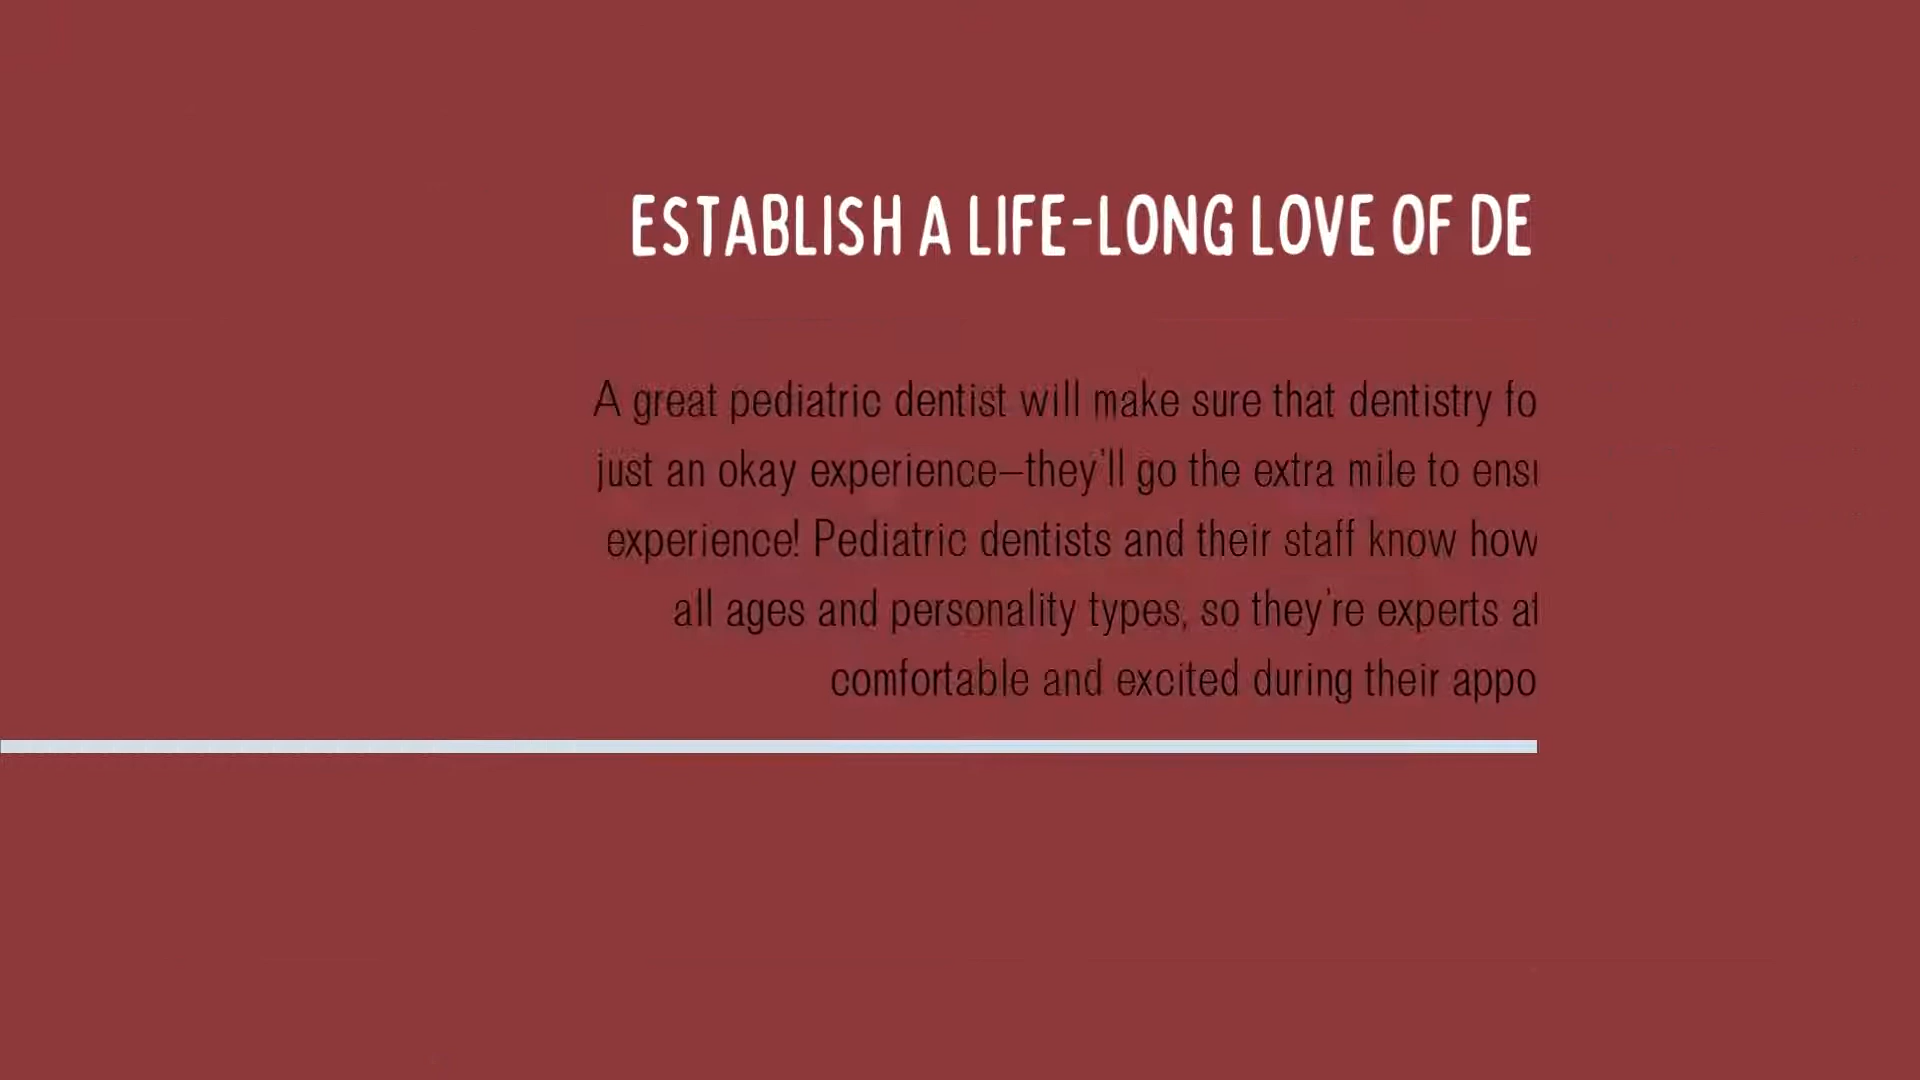 ESTABLISH A LIFE-LONG LOVE OF DE
A great pediatric dentist will make sure that dentistry fo
just an okay experience—they'll go the extra mile to ens
experience! Pediatric dentists and their staff know how
all ages and personality types, so they're experts at
comfortable and excited during their appo